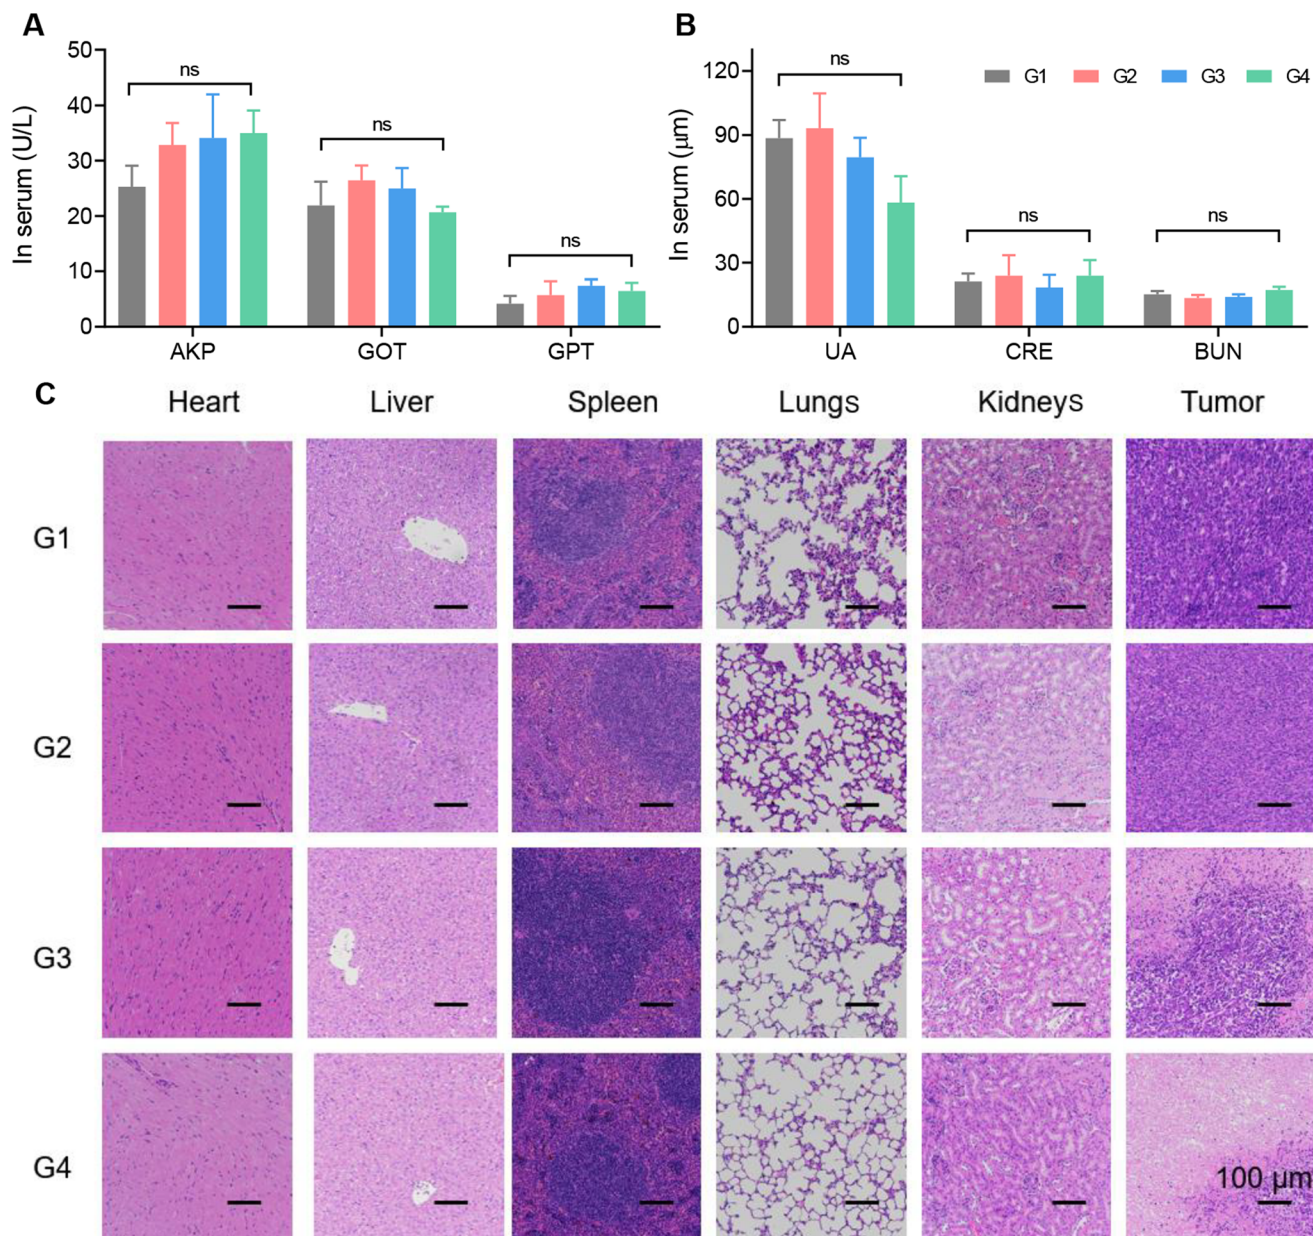 A
In serum (U/L)
50
40
30
20
10
0
ns
ns
ns
AKP GOT GPT
B
In serum (μm)
120
90
60
30
0
ns
ns
ns
G1 G2 G3 G4
UA CRE BUN
C
Heart Liver Spleen Lungs Kidneys Tumor
G1
G2
G3
G4
100 μm